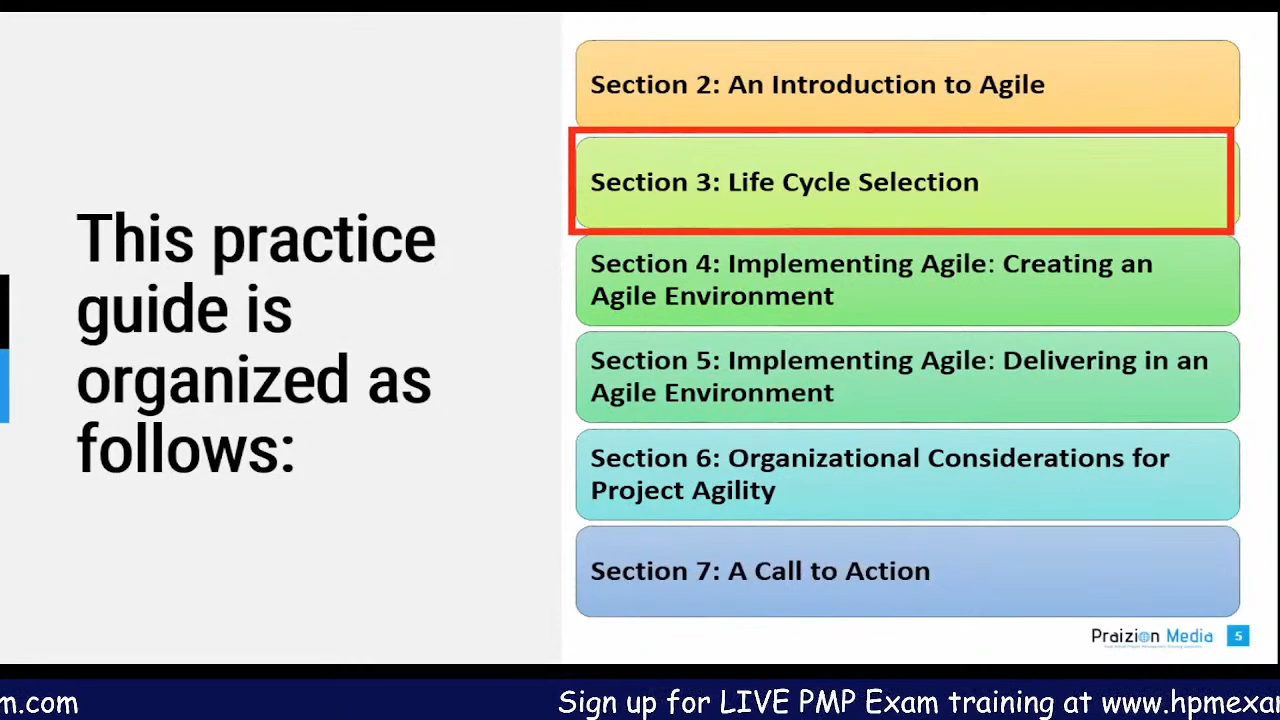 This practice
guide is
organized as
follows:
Section 2: An Introduction to Agile
Section 3: Life Cycle Selection
Section 4: Implementing Agile: Creating an
Agile Environment
Section 5: Implementing Agile: Delivering in an
Agile Environment
Section 6: Organizational Considerations for
Project Agility
Section 7: A Call to Action
Praizion Media 5
m.com Sign up for LIVE PMP Exam training at www.hpmexa